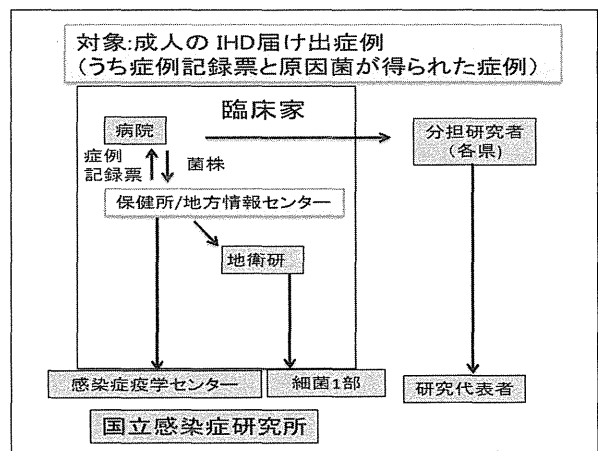 対象:成人の IHD届け出症例
(うち症例記録票と原因菌が得られた症例)
臨床家
病院
症例
記録票
菌株
分担研究者
(各県)
保健所/地方情報センター
地衛研
感染症疫学センター
細菌1部
研究代表者
国立感染症研究所